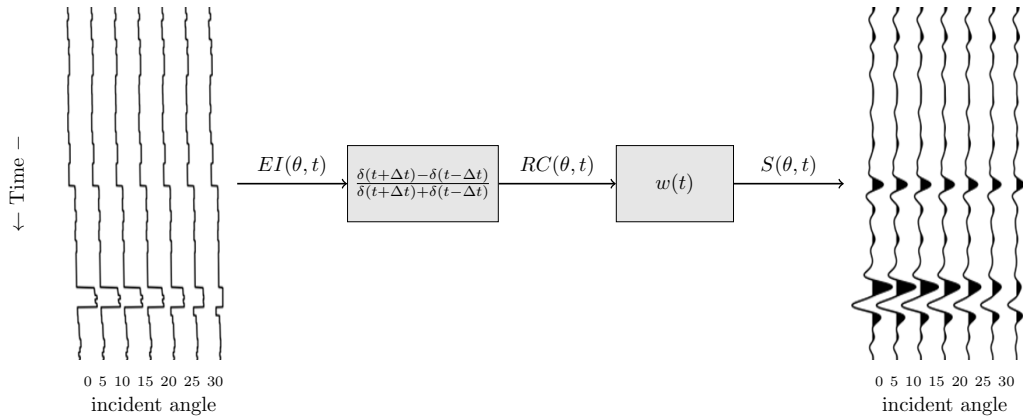 ← Time –
EI(θ, t)
δ(t+Δt)−δ(t−Δt)
δ(t+Δt)+δ(t−Δt)
RC(θ, t)
w(t)
S(θ, t)
0 5 10 15 20 25 30
incident angle
0 5 10 15 20 25 30
incident angle